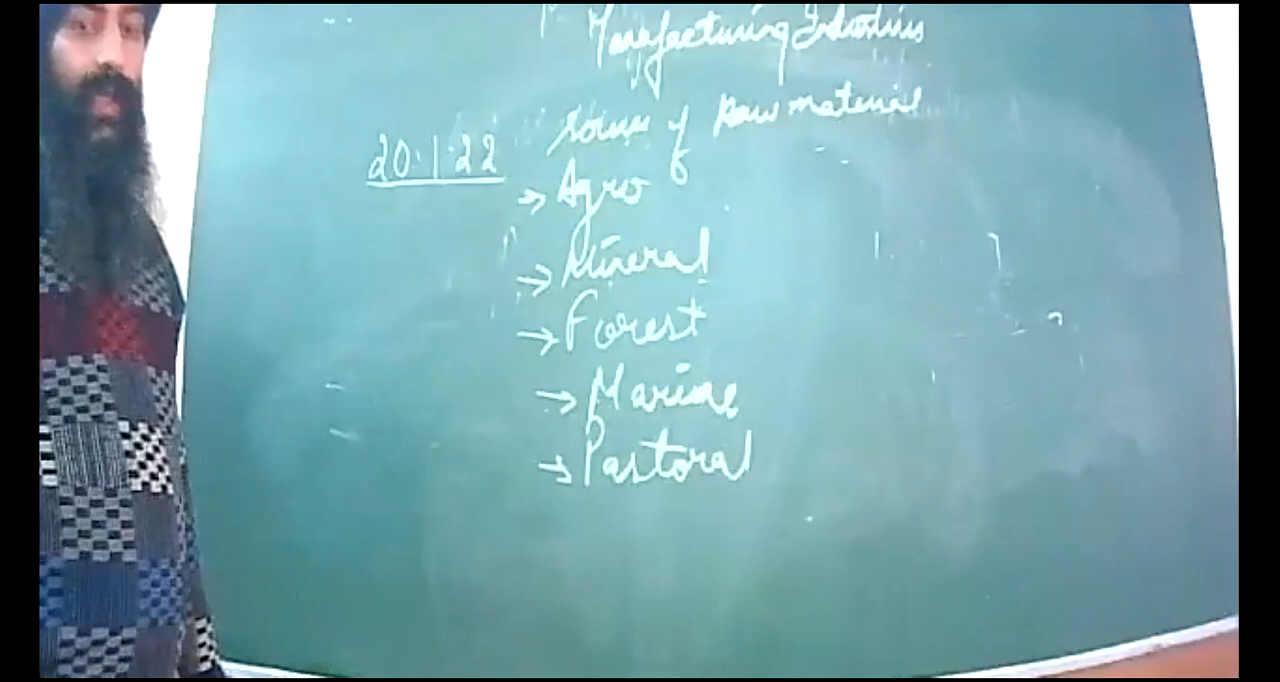 Manufacturing Industries
Source of Raw material
20.1.22
→ Agro
→ Mineral
→ Forest
→ Marine
→ Pastoral